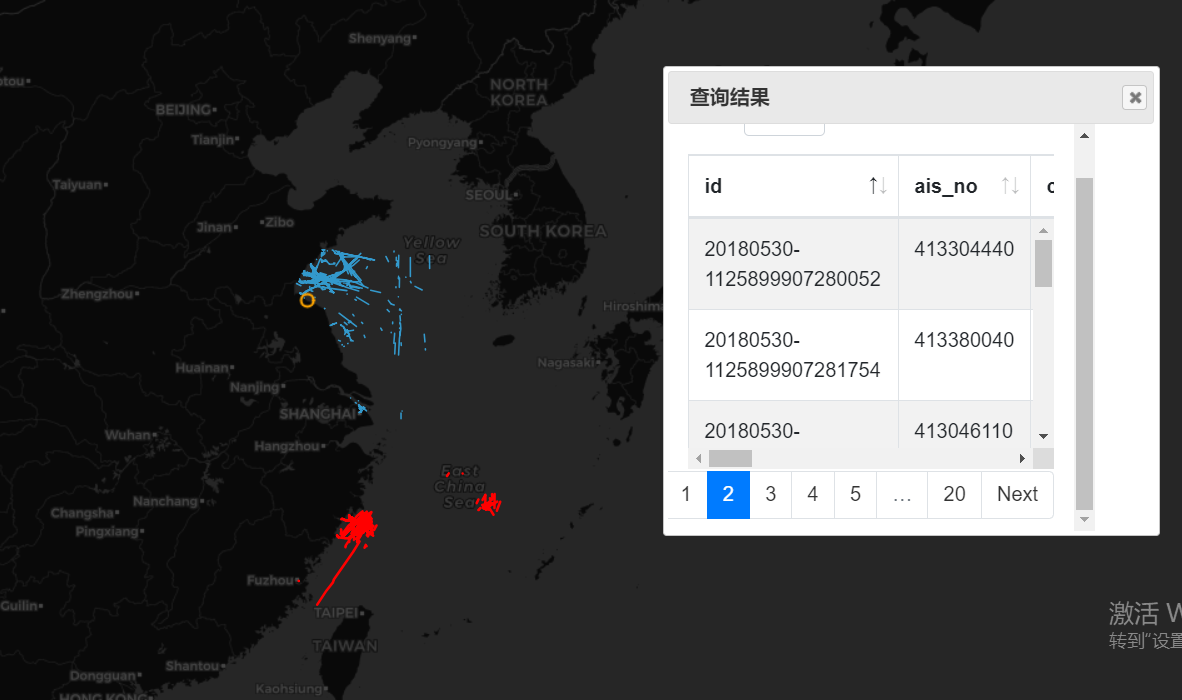 Shenyang
NORTH
KOREA
BEIJING
Tianjin
Pyongyang
Taiyuan
SEOUL
Jinan
Zibo
SOUTH KOREA
Yellow
Sea
Zhengzhou
Hiroshima
Huainan
Nagasaki
Nanjing
SHANGHAI
Wuhan
Hangzhou
East
China
Sea
Nanchang
Changsha
Pingxiang
Fuzhou
Guilin
TAIPEI
TAIWAN
Shantou
Dongguan
HONG KONG
Kaohsiung
查询结果
id ais_no
20180530-
1125899907280052
413304440
20180530-
1125899907281754
413380040
20180530-
413046110
1 2 3 4 5 … 20 Next
激活 W
转到"设置